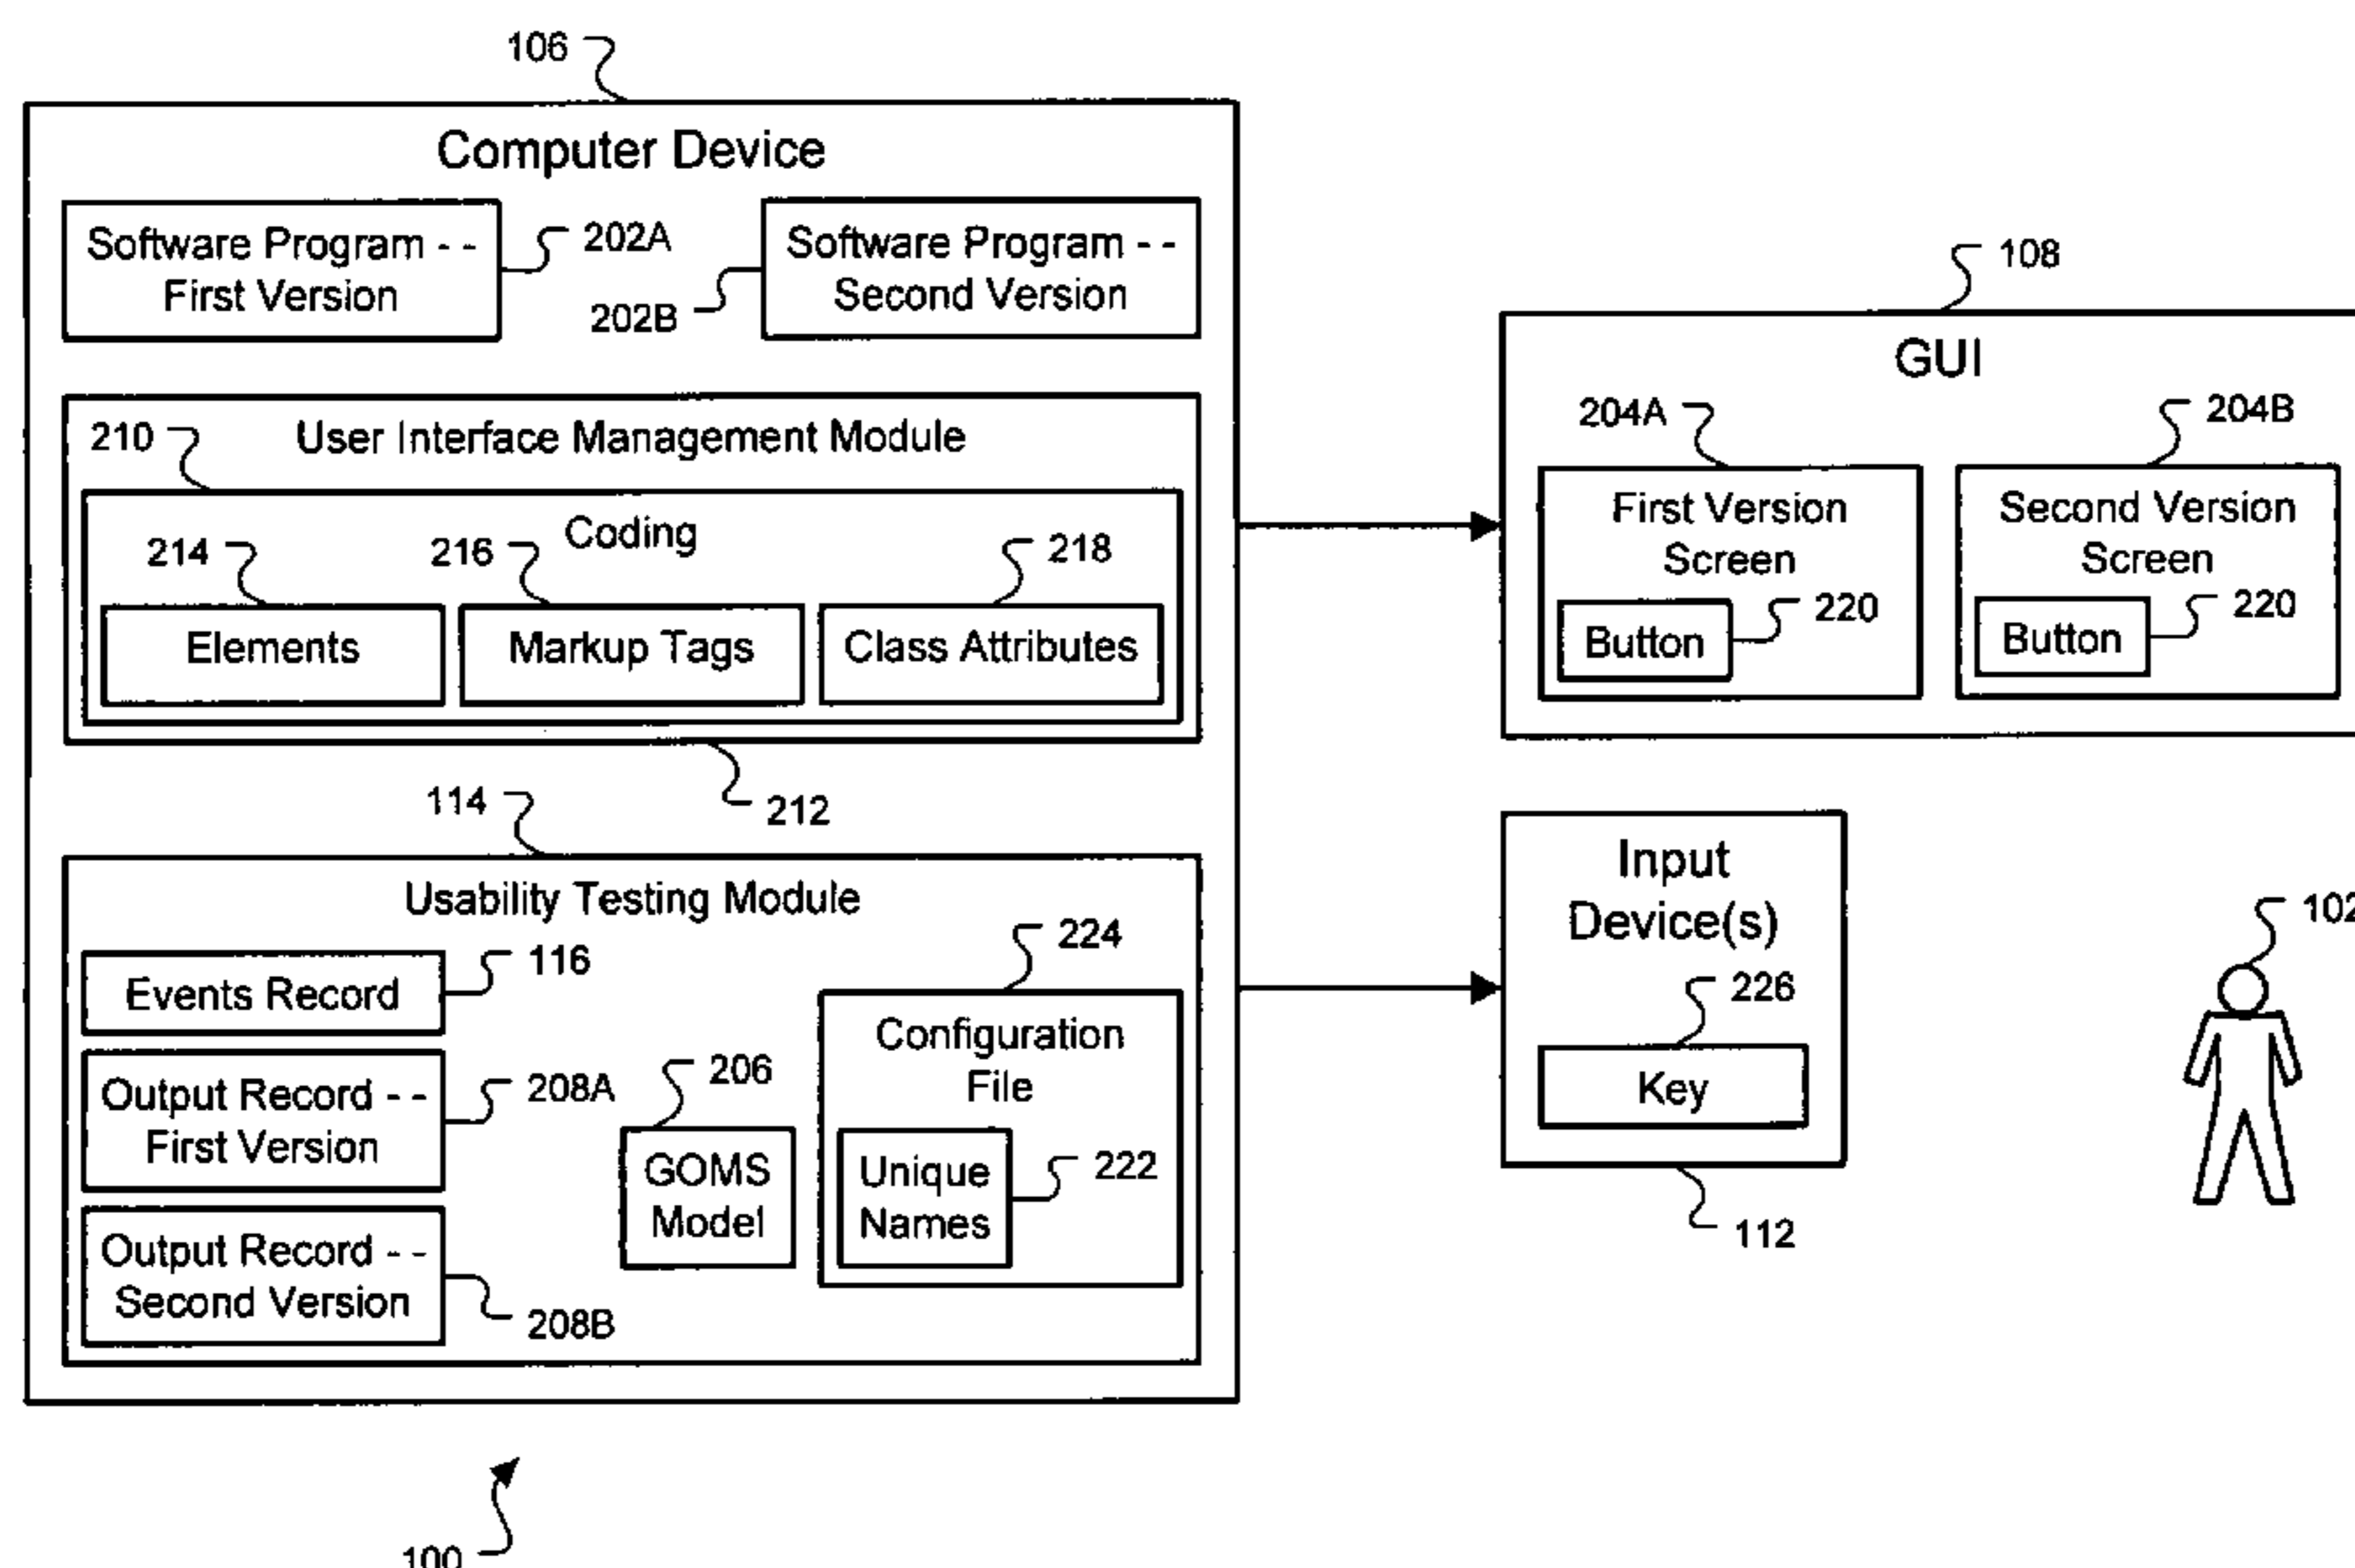 106
Computer Device
Software Program - -
First Version
202A
202B
Software Program - -
Second Version
210
User Interface Management Module
Coding
214
216
218
Elements
Markup Tags
Class Attributes
212
114
Usability Testing Module
Events Record
116
Output Record - -
First Version
208A
Output Record - -
Second Version
208B
206
GOMS
Model
224
Configuration
File
Unique
Names
222
108
GUI
204A
First Version
Screen
Button
220
204B
Second Version
Screen
Button
220
Input
Device(s)
226
Key
112
102
100